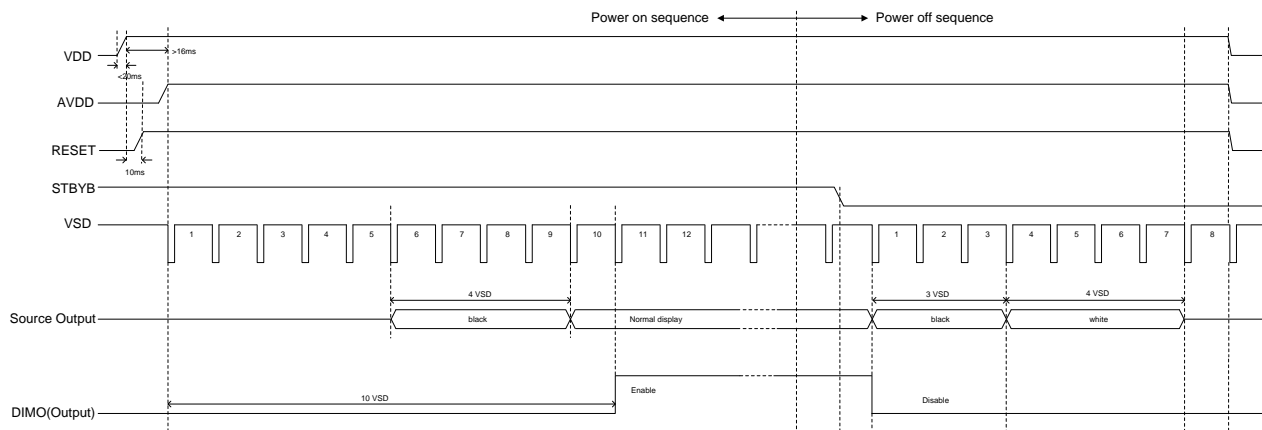 Power on sequence
Power off sequence
VDD
>16ms
<20ms
AVDD
RESET
10ms
STBYB
VSD
1 2 3 4 5 6 7 8 9 10 11 12 1 2 3 4 5 6 7 8
4 VSD
3 VSD
4 VSD
Source Output
black
Normal display
black
white
Enable
10 VSD
Disable
DIMO(Output)